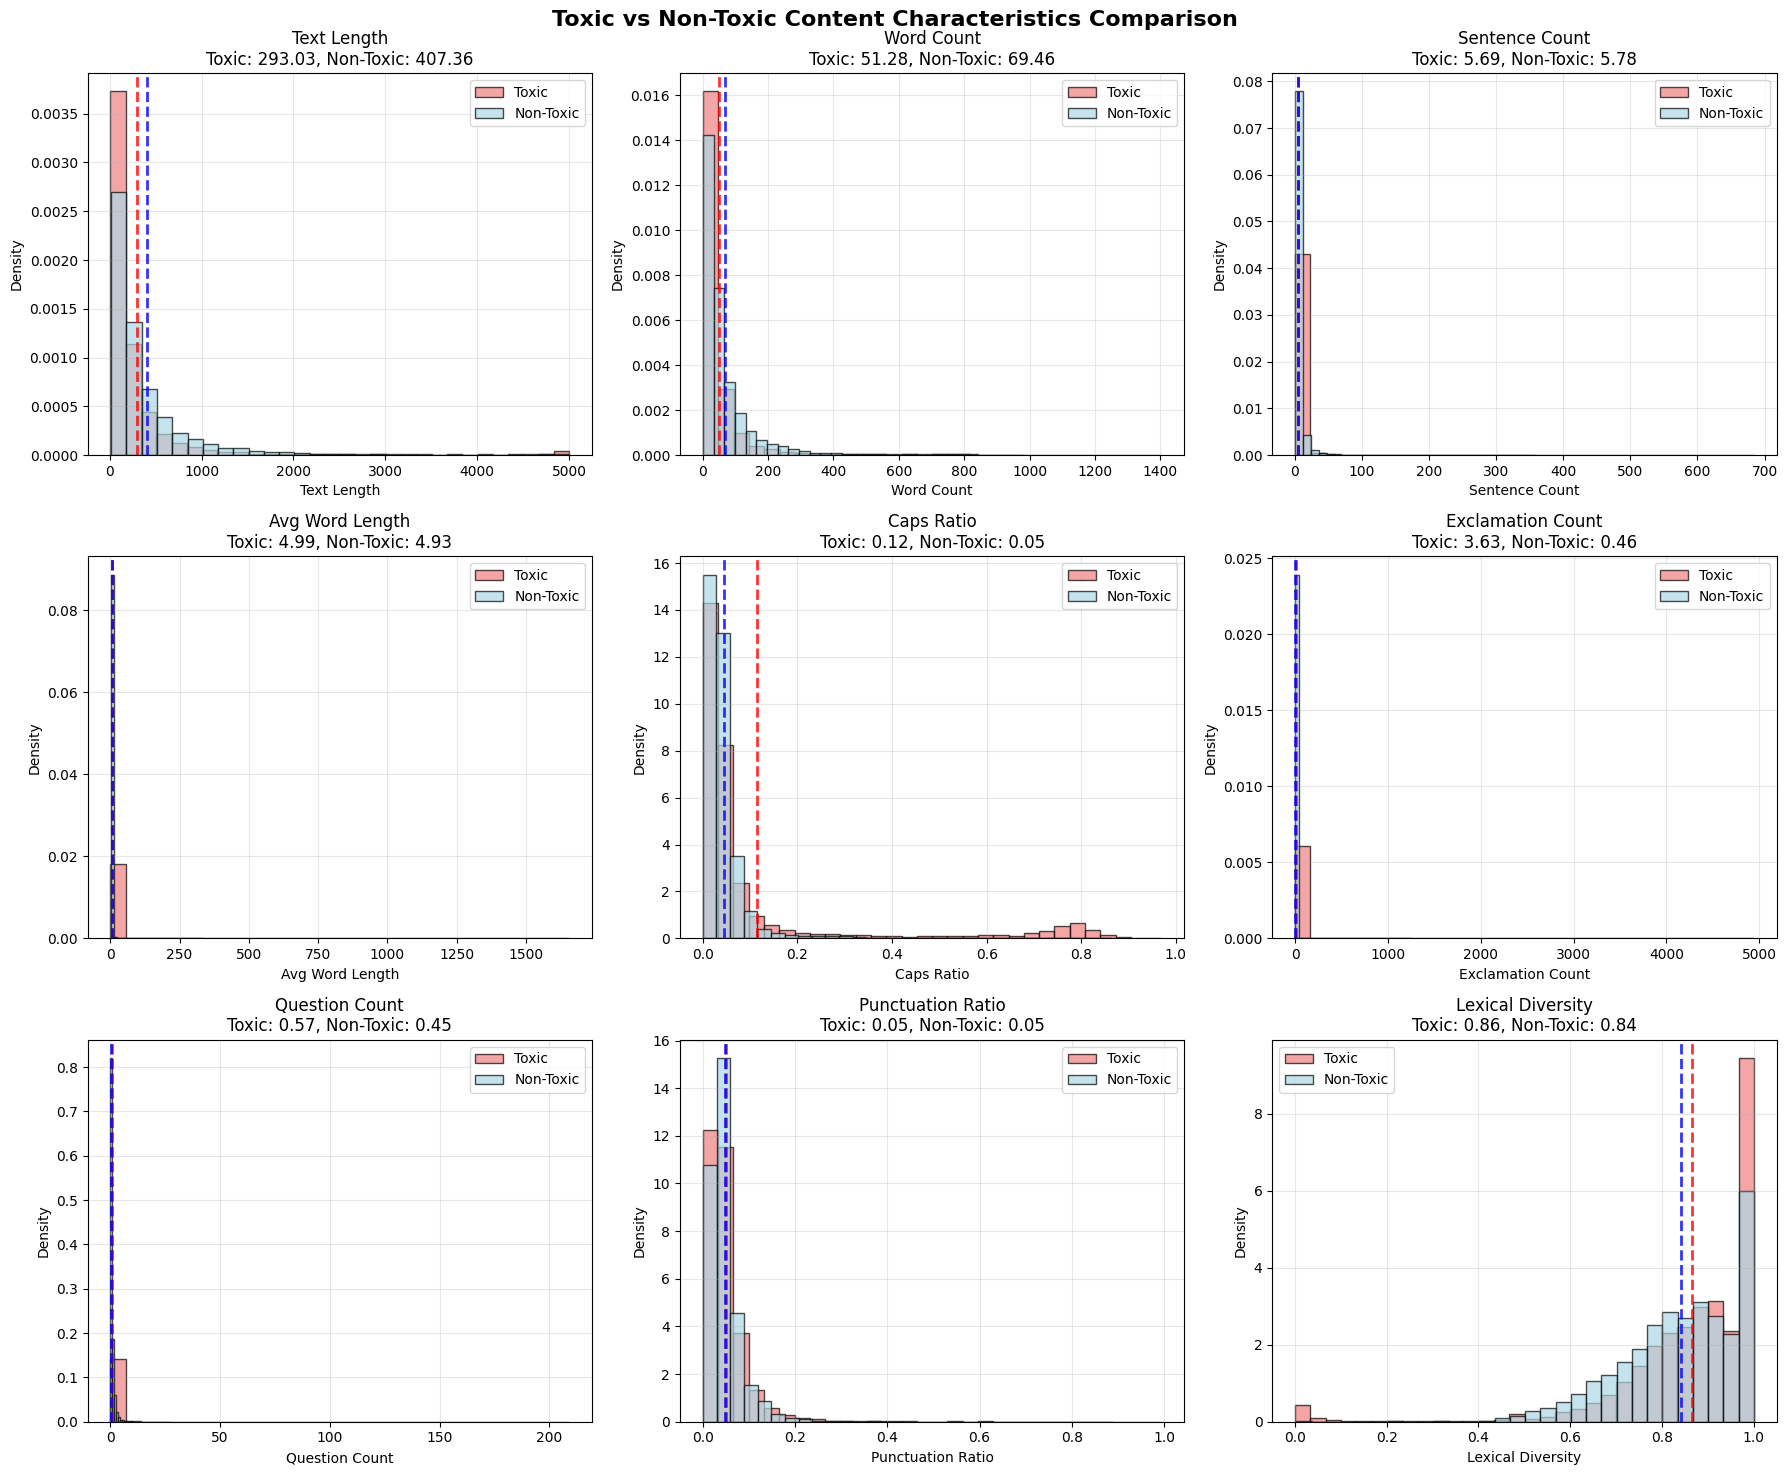 Toxic vs Non-Toxic Content Characteristics Comparison
Text Length
Toxic: 293.03, Non-Toxic: 407.36
Toxic
Non-Toxic
Density
0.0035
0.0030
0.0025
0.0020
0.0015
0.0010
0.0005
0.0000
0 1000 2000 3000 4000 5000
Text Length
Word Count
Toxic: 51.28, Non-Toxic: 69.46
Toxic
Non-Toxic
Density
0.016
0.014
0.012
0.010
0.008
0.006
0.004
0.002
0.000
0 200 400 600 800 1000 1200 1400
Word Count
Sentence Count
Toxic: 5.69, Non-Toxic: 5.78
Toxic
Non-Toxic
Density
0.08
0.07
0.06
0.05
0.04
0.03
0.02
0.01
0.00
0 100 200 300 400 500 600 700
Sentence Count
Avg Word Length
Toxic: 4.99, Non-Toxic: 4.93
Toxic
Non-Toxic
Density
0.08
0.06
0.04
0.02
0.00
0 250 500 750 1000 1250 1500
Avg Word Length
Caps Ratio
Toxic: 0.12, Non-Toxic: 0.05
Toxic
Non-Toxic
Density
16
14
12
10
8
6
4
2
0
0.0 0.2 0.4 0.6 0.8 1.0
Caps Ratio
Exclamation Count
Toxic: 3.63, Non-Toxic: 0.46
Toxic
Non-Toxic
Density
0.025
0.020
0.015
0.010
0.005
0.000
0 1000 2000 3000 4000 5000
Exclamation Count
Question Count
Toxic: 0.57, Non-Toxic: 0.45
Toxic
Non-Toxic
Density
0.8
0.7
0.6
0.5
0.4
0.3
0.2
0.1
0.0
0 50 100 150 200
Question Count
Punctuation Ratio
Toxic: 0.05, Non-Toxic: 0.05
Toxic
Non-Toxic
Density
16
14
12
10
8
6
4
2
0
0.0 0.2 0.4 0.6 0.8 1.0
Punctuation Ratio
Lexical Diversity
Toxic: 0.86, Non-Toxic: 0.84
Toxic
Non-Toxic
Density
8
6
4
2
0
0.0 0.2 0.4 0.6 0.8 1.0
Lexical Diversity